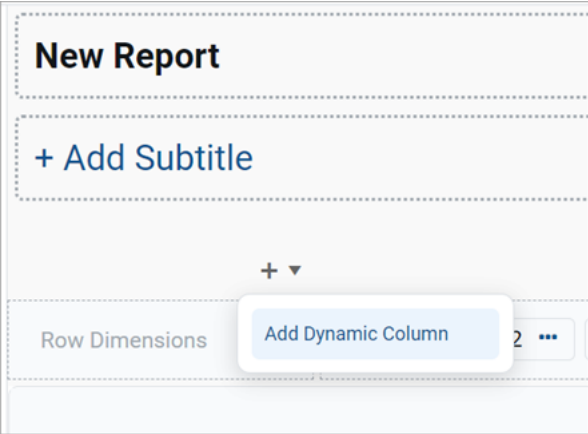 New Report
+ Add Subtitle
+
Add Dynamic Column
Row Dimensions
2 •••